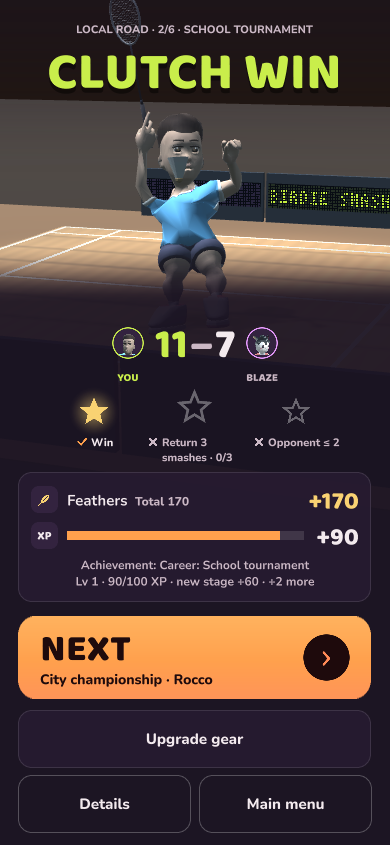 LOCAL ROAD · 2/6 · SCHOOL TOURNAMENT
CLUTCH WIN
BIRDIE SMASH
11–7
YOU
BLAZE
Win
Return 3
smashes · 0/3
Opponent ≤ 2
Feathers Total 170
+170
XP
+90
Achievement: Career: School tournament
Lv 1 · 90/100 XP · new stage +60 · +2 more
NEXT
City championship · Rocco
Upgrade gear
Details
Main menu